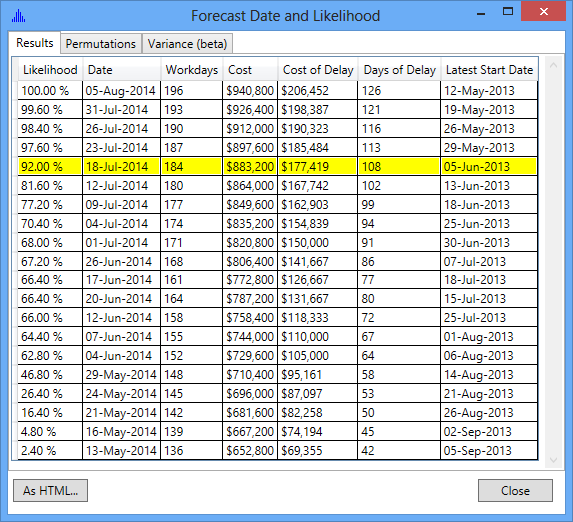 Forecast Date and Likelihood
Results Permutations Variance (beta)
Likelihood Date Workdays Cost Cost of Delay Days of Delay Latest Start Date
100.00 % 05-Aug-2014 196 $940,800 $206,452 126 12-May-2013
99.60 % 31-Jul-2014 193 $926,400 $198,387 121 19-May-2013
98.40 % 26-Jul-2014 190 $912,000 $190,323 116 26-May-2013
97.60 % 23-Jul-2014 187 $897,600 $185,484 113 29-May-2013
92.00 % 18-Jul-2014 184 $883,200 $177,419 108 05-Jun-2013
81.60 % 12-Jul-2014 180 $864,000 $167,742 102 13-Jun-2013
77.20 % 09-Jul-2014 177 $849,600 $162,903 99 18-Jun-2013
70.40 % 04-Jul-2014 174 $835,200 $154,839 94 25-Jun-2013
68.00 % 01-Jul-2014 171 $820,800 $150,000 91 30-Jun-2013
67.20 % 26-Jun-2014 168 $806,400 $141,667 86 07-Jul-2013
66.40 % 17-Jun-2014 161 $772,800 $126,667 77 18-Jul-2013
66.40 % 20-Jun-2014 164 $787,200 $131,667 80 15-Jul-2013
66.00 % 12-Jun-2014 158 $758,400 $118,333 72 25-Jul-2013
64.40 % 07-Jun-2014 155 $744,000 $110,000 67 01-Aug-2013
62.80 % 04-Jun-2014 152 $729,600 $105,000 64 06-Aug-2013
46.80 % 29-May-2014 148 $710,400 $95,161 58 14-Aug-2013
26.40 % 24-May-2014 145 $696,000 $87,097 53 21-Aug-2013
16.40 % 21-May-2014 142 $681,600 $82,258 50 26-Aug-2013
4.80 % 16-May-2014 139 $667,200 $74,194 45 02-Sep-2013
2.40 % 13-May-2014 136 $652,800 $69,355 42 05-Sep-2013
As HTML... Close